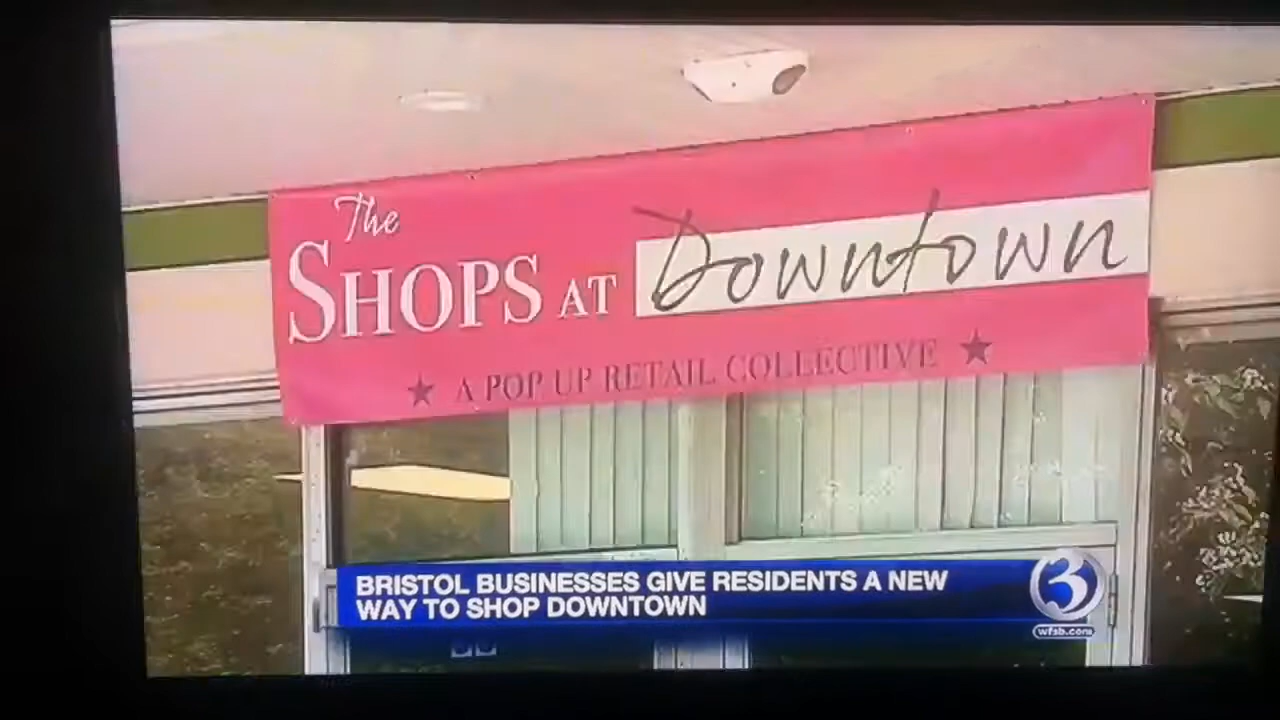 The
SHOPS AT Downtown
★ A POP UP RETAIL COLLECTIVE ★
BRISTOL BUSINESSES GIVE RESIDENTS A NEW
WAY TO SHOP DOWNTOWN
3
wfsb.com